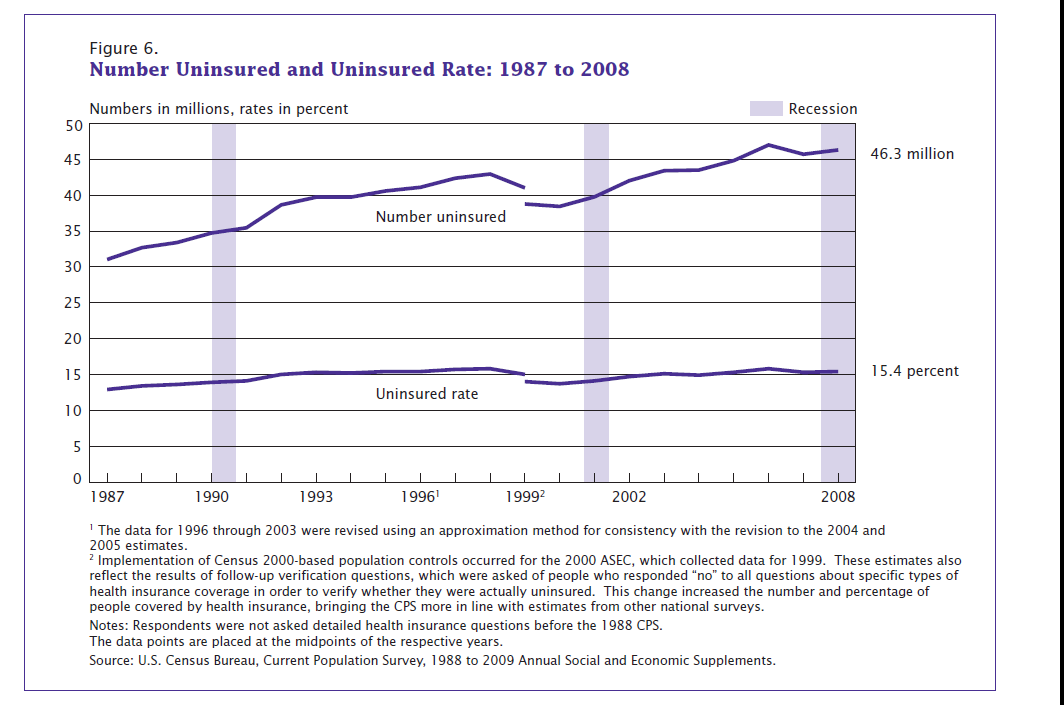 Figure 6.
Number Uninsured and Uninsured Rate: 1987 to 2008
Numbers in millions, rates in percent
Recession
50
45
46.3 million
40
Number uninsured
35
30
25
20
15
15.4 percent
Uninsured rate
10
5
0
1987 1990 1993 1996¹ 1999² 2002 2008
¹ The data for 1996 through 2003 were revised using an approximation method for consistency with the revision to the 2004 and
2005 estimates.
² Implementation of Census 2000-based population controls occurred for the 2000 ASEC, which collected data for 1999. These estimates also
reflect the results of follow-up verification questions, which were asked of people who responded “no” to all questions about specific types of
health insurance coverage in order to verify whether they were actually uninsured. This change increased the number and percentage of
people covered by health insurance, bringing the CPS more in line with estimates from other national surveys.
Notes: Respondents were not asked detailed health insurance questions before the 1988 CPS.
The data points are placed at the midpoints of the respective years.
Source: U.S. Census Bureau, Current Population Survey, 1988 to 2009 Annual Social and Economic Supplements.